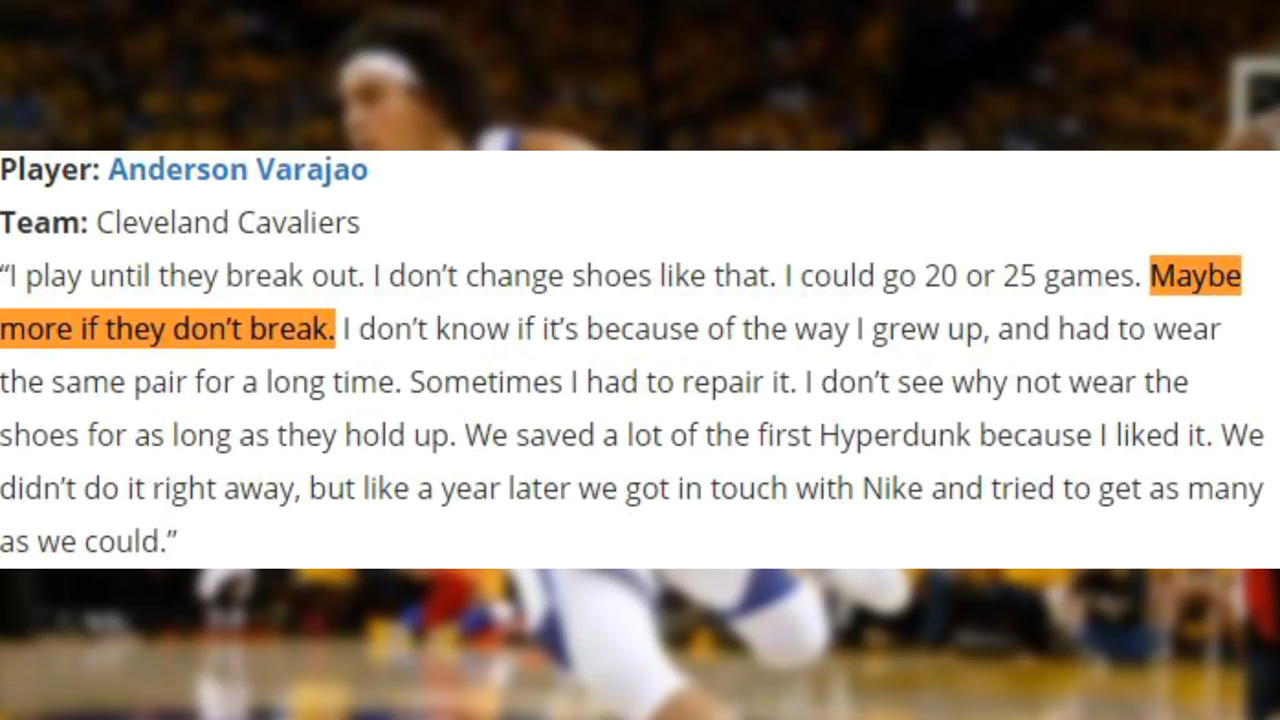 Player: Anderson Varajao
Team: Cleveland Cavaliers
“I play until they break out. I don’t change shoes like that. I could go 20 or 25 games. Maybe
more if they don’t break. I don’t know if it’s because of the way I grew up, and had to wear
the same pair for a long time. Sometimes I had to repair it. I don’t see why not wear the
shoes for as long as they hold up. We saved a lot of the first Hyperdunk because I liked it. We
didn’t do it right away, but like a year later we got in touch with Nike and tried to get as many
as we could.”